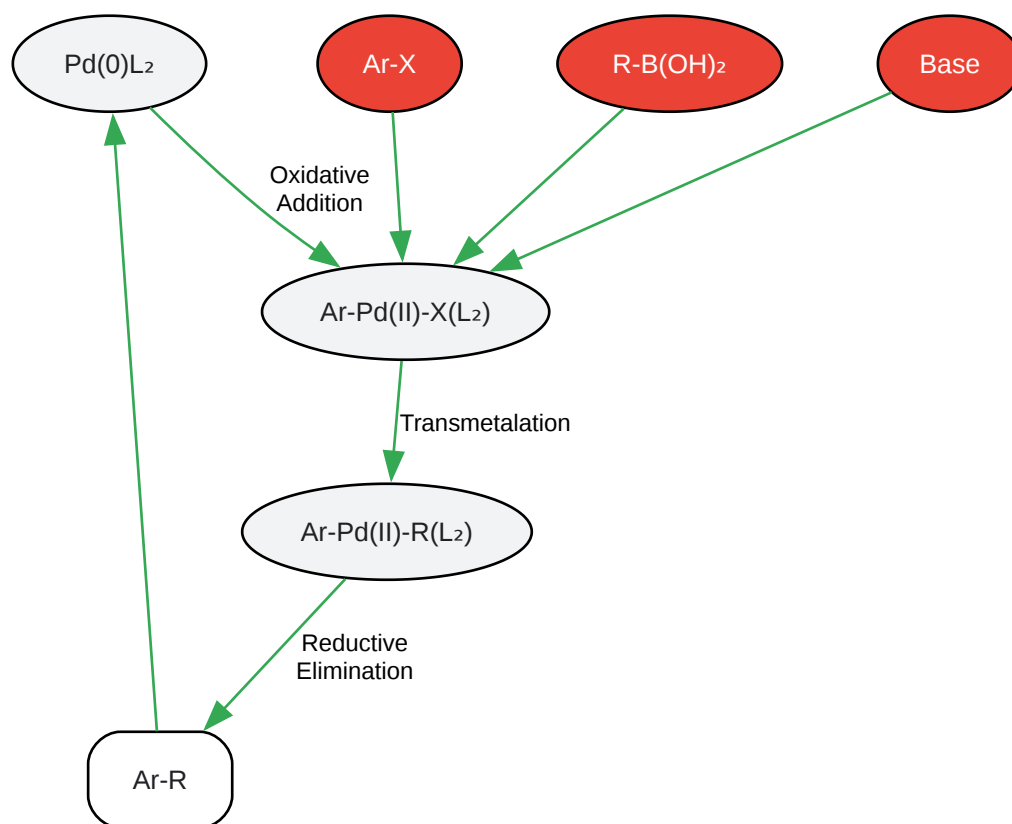 Pd(0)L₂
Ar-X
R-B(OH)₂
Base
Oxidative
Addition
Ar-Pd(II)-X(L₂)
Transmetalation
Ar-Pd(II)-R(L₂)
Reductive
Elimination
Ar-R